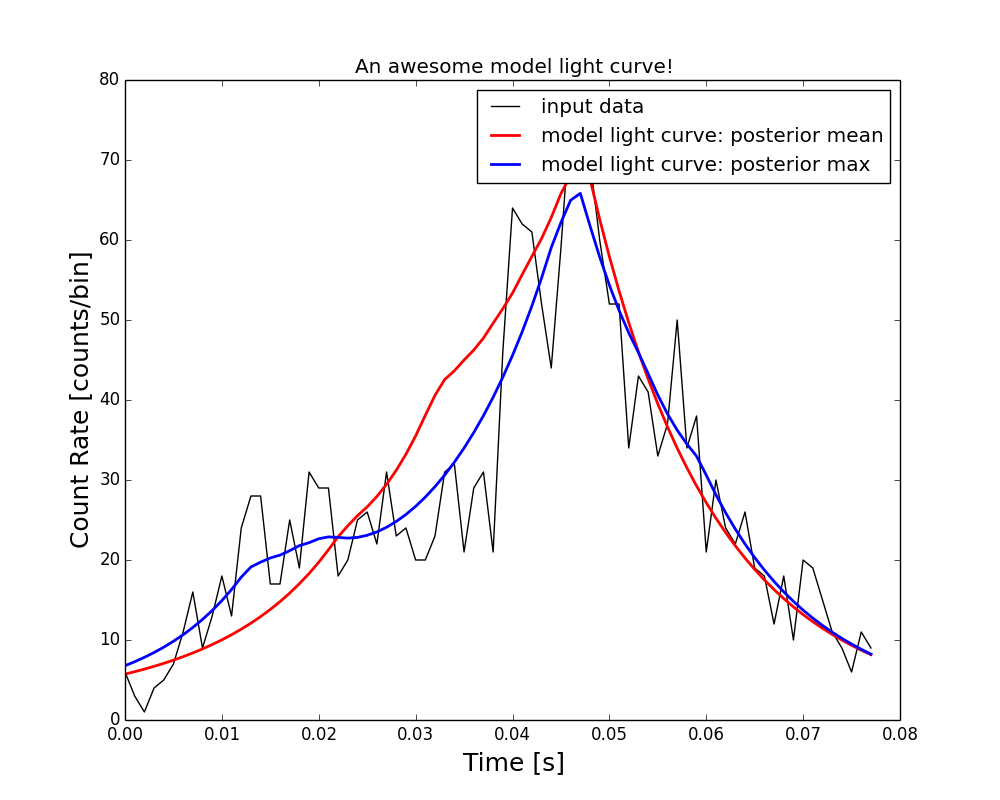 An awesome model light curve!
80
70
60
50
40
30
20
10
0
Count Rate [counts/bin]
input data
model light curve: posterior mean
model light curve: posterior max
0.00 0.01 0.02 0.03 0.04 0.05 0.06 0.07 0.08
Time [s]